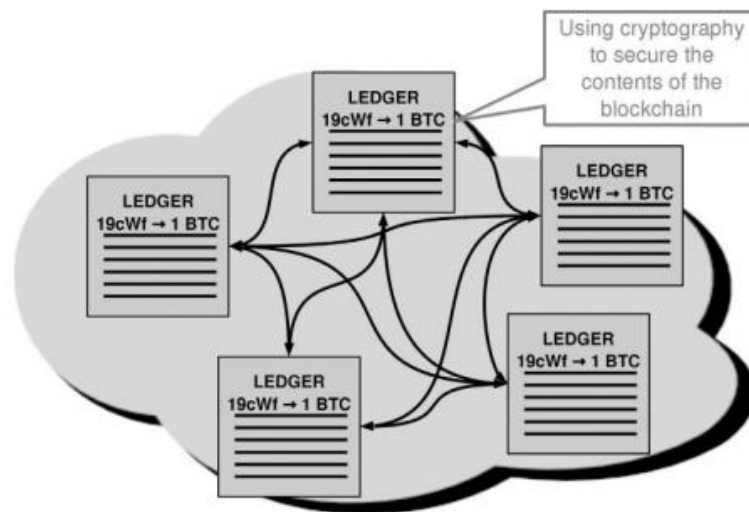 Using cryptography
to secure the
contents of the
blockchain
LEDGER
19cWf → 1 BTC
LEDGER
19cWf → 1 BTC
LEDGER
19cWf → 1 BTC
LEDGER
19cWf → 1 BTC
LEDGER
19cWf → 1 BTC